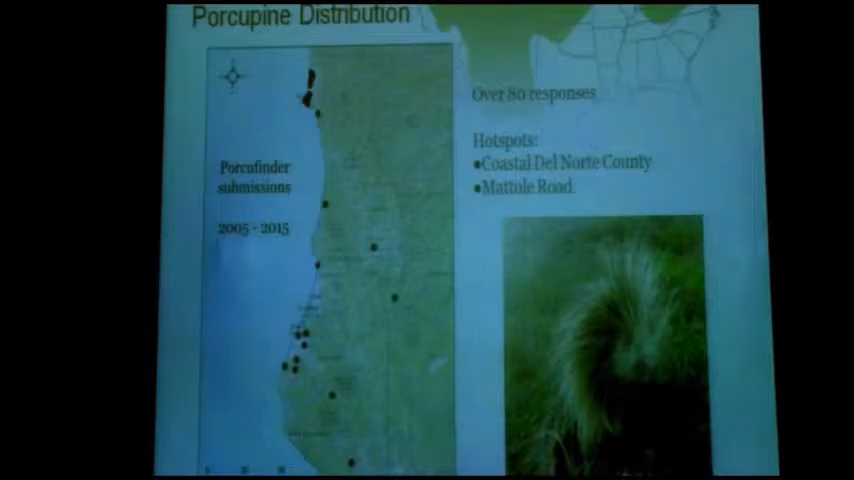 Porcupine Distribution
Porcufinder
submissions
2005 - 2015
Over 80 responses
Hotspots:
•Coastal Del Norte County
•Mattole Road